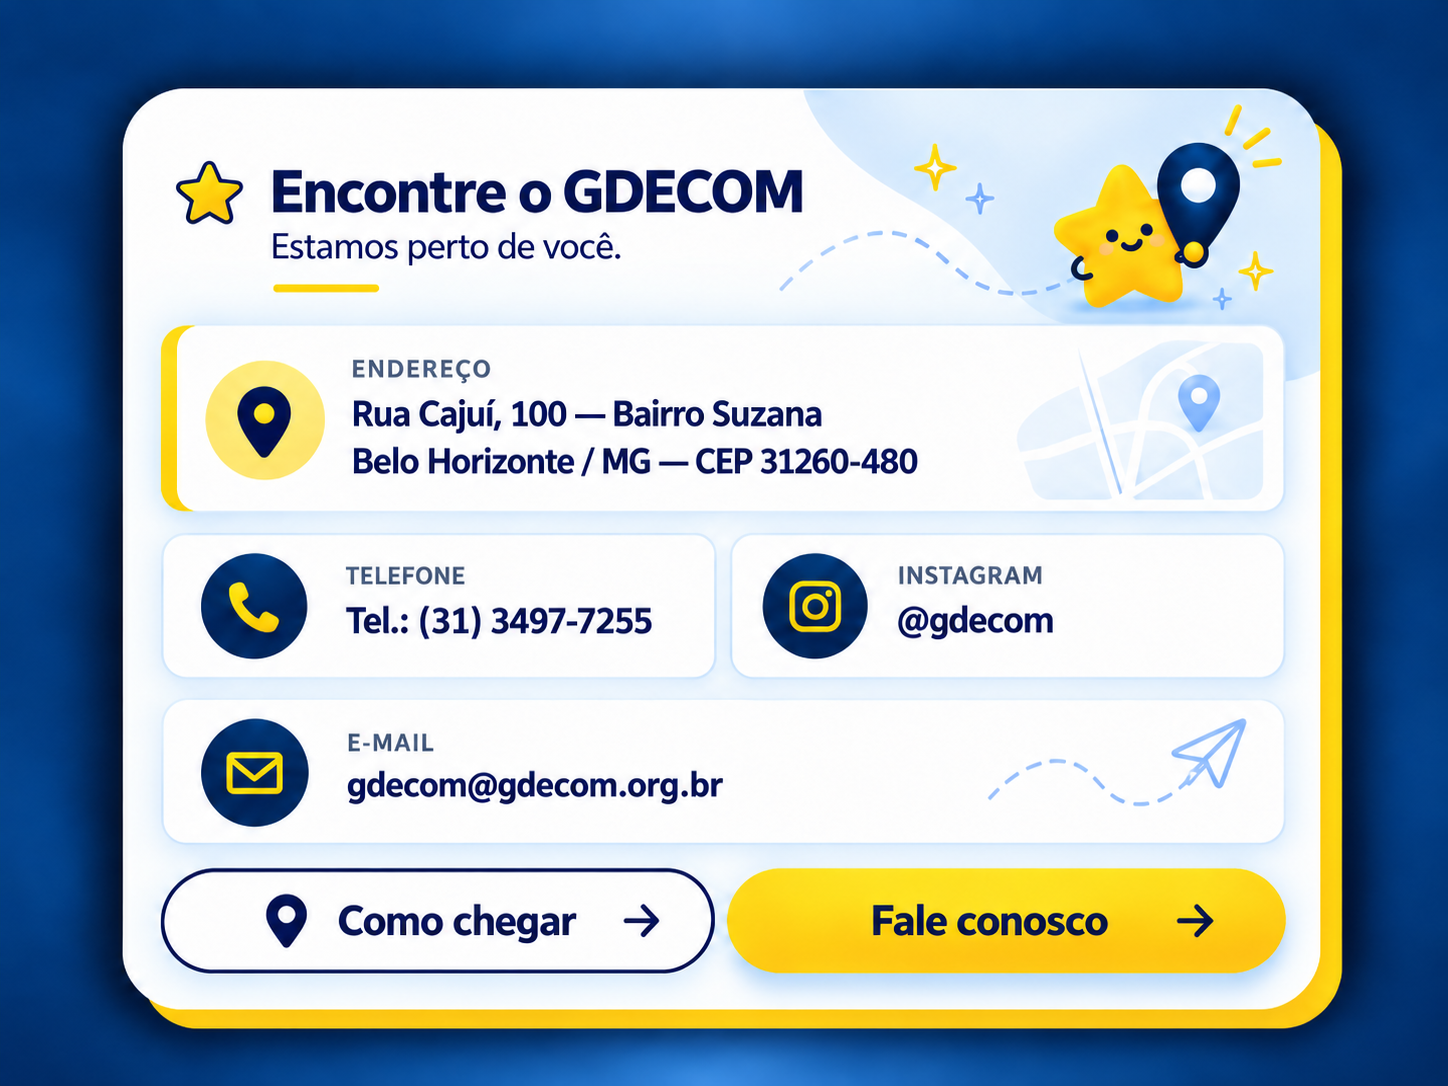 Encontre o GDECOM
Estamos perto de você.
ENDEREÇO
Rua Cajuí, 100 — Bairro Suzana
Belo Horizonte / MG — CEP 31260-480
TELEFONE
Tel.: (31) 3497-7255
INSTAGRAM
@gdecom
E-MAIL
gdecom@gdecom.org.br
Como chegar
Fale conosco